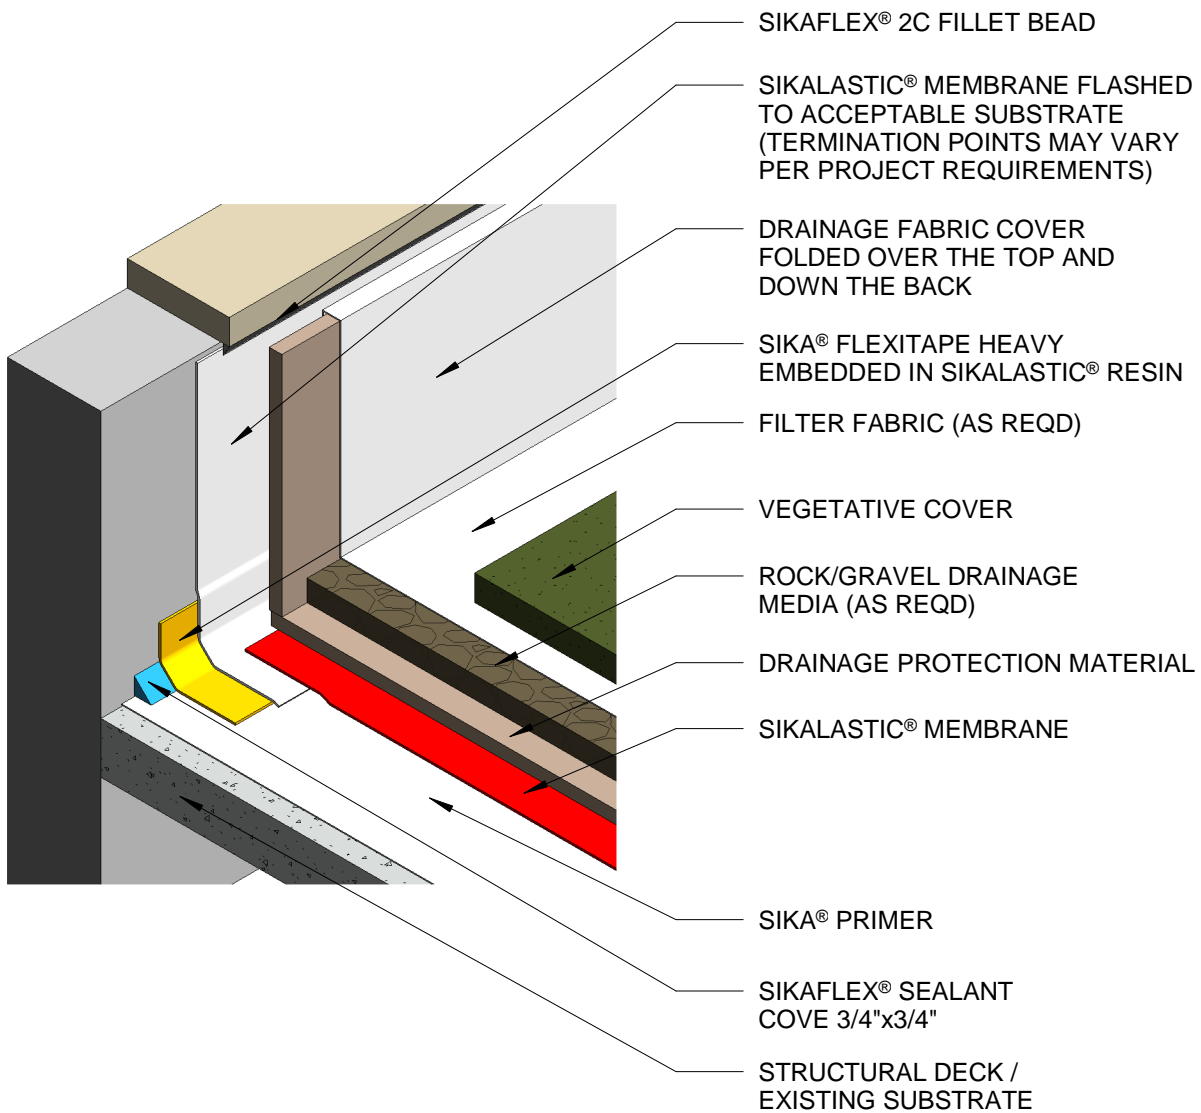 SIKAFLEX® 2C FILLET BEAD
SIKALASTIC® MEMBRANE FLASHED
TO ACCEPTABLE SUBSTRATE
(TERMINATION POINTS MAY VARY
PER PROJECT REQUIREMENTS)
DRAINAGE FABRIC COVER
FOLDED OVER THE TOP AND
DOWN THE BACK
SIKA® FLEXITAPE HEAVY
EMBEDDED IN SIKALASTIC® RESIN
FILTER FABRIC (AS REQD)
VEGETATIVE COVER
ROCK/GRAVEL DRAINAGE
MEDIA (AS REQD)
DRAINAGE PROTECTION MATERIAL
SIKALASTIC® MEMBRANE
SIKA® PRIMER
SIKAFLEX® SEALANT
COVE 3/4"x3/4"
STRUCTURAL DECK /
EXISTING SUBSTRATE